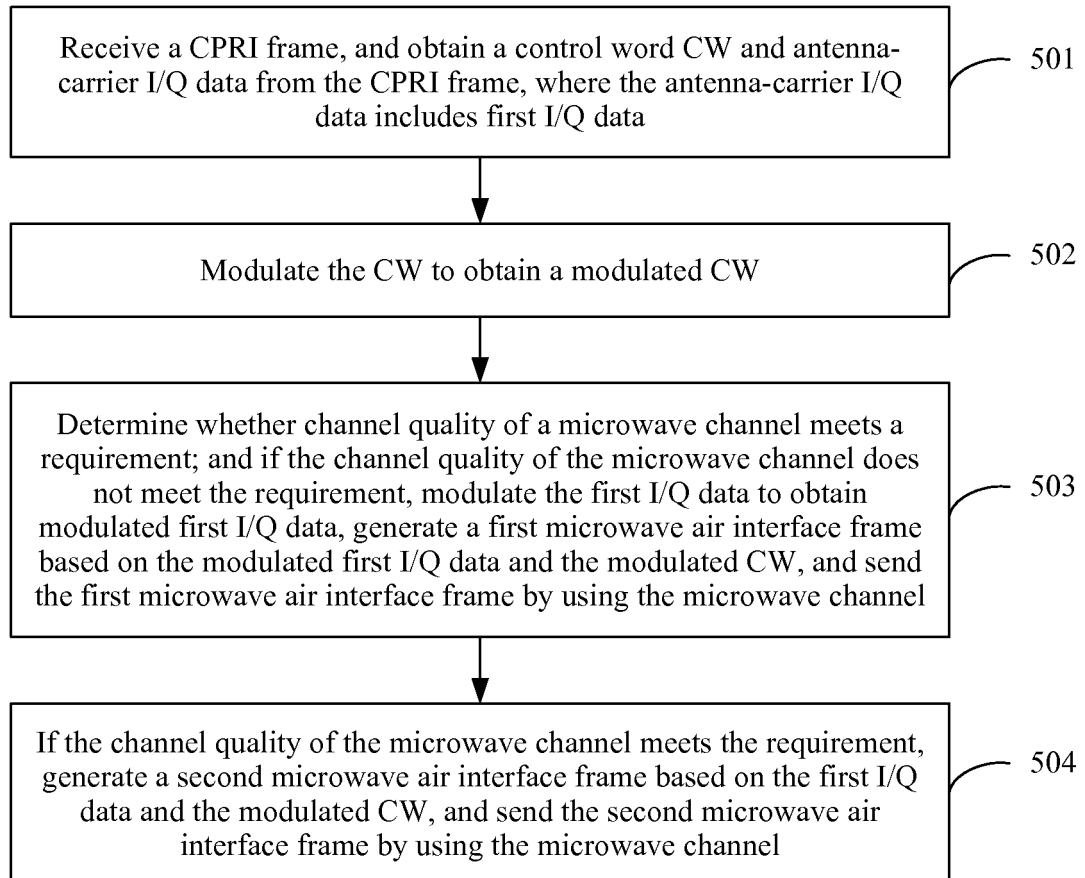 Receive a CPRI frame, and obtain a control word CW and antenna-
carrier I/Q data from the CPRI frame, where the antenna-carrier I/Q
data includes first I/Q data
501
Modulate the CW to obtain a modulated CW
502
Determine whether channel quality of a microwave channel meets a
requirement; and if the channel quality of the microwave channel does
not meet the requirement, modulate the first I/Q data to obtain
modulated first I/Q data, generate a first microwave air interface frame
based on the modulated first I/Q data and the modulated CW, and send
the first microwave air interface frame by using the microwave channel
503
If the channel quality of the microwave channel meets the requirement,
generate a second microwave air interface frame based on the first I/Q
data and the modulated CW, and send the second microwave air
interface frame by using the microwave channel
504